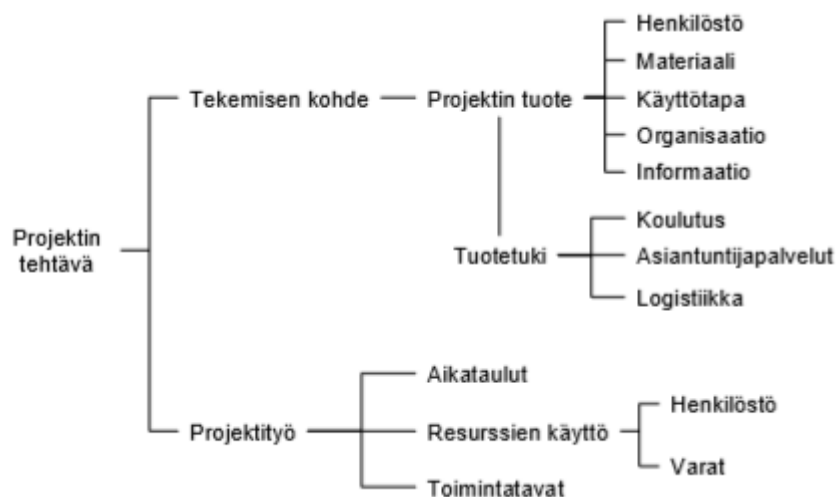 Henkilöstö
Materiaali
Tekemisen kohde
Projektin tuote
Käyttötapa
Organisaatio
Informaatio
Koulutus
Projektin
tehtävä
Tuotetuki
Asiantuntijapalvelut
Logistiikka
Aikataulut
Henkilöstö
Projektityö
Resurssien käyttö
Varat
Toimintatavat